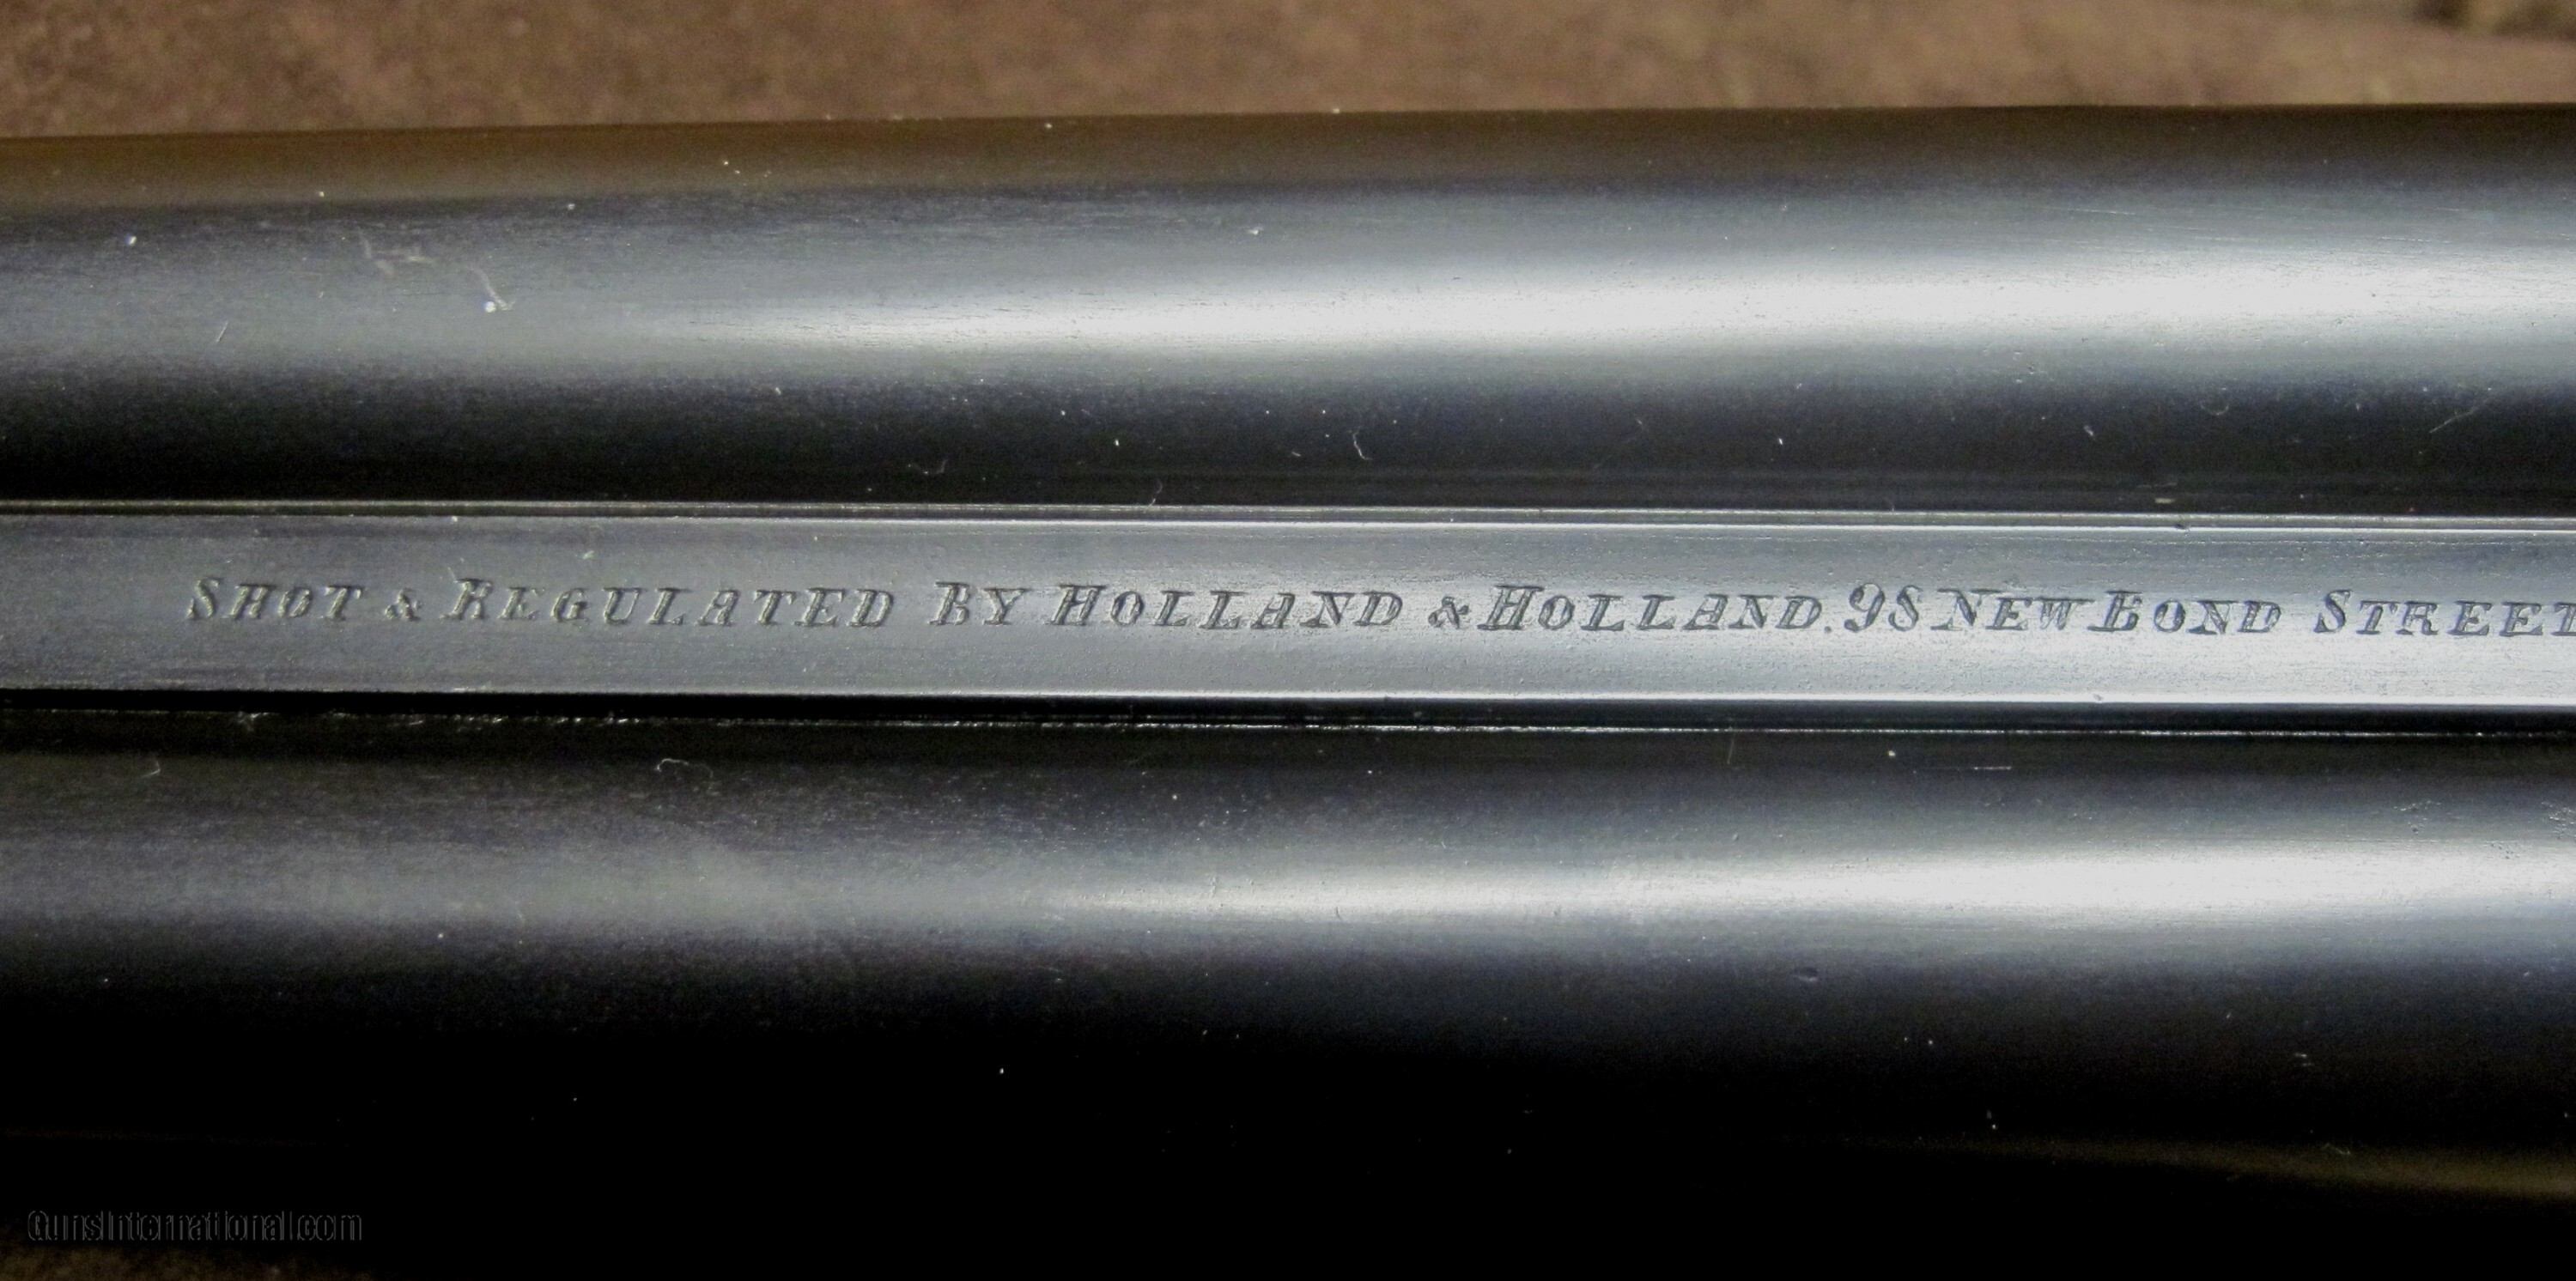 SHOT & REGULATED BY HOLLAND & HOLLAND. 98 NEW BOND STREET
GunsInternational.com